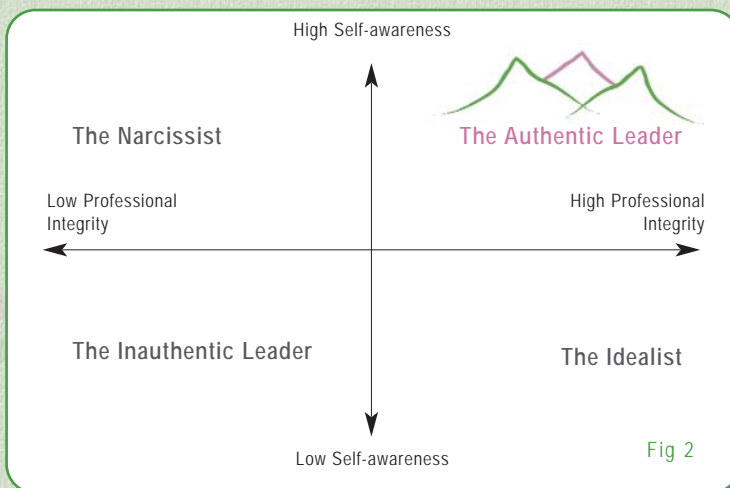 High Self-awareness
The Narcissist
The Authentic Leader
Low Professional
Integrity
High Professional
Integrity
The Inauthentic Leader
The Idealist
Low Self-awareness
Fig 2